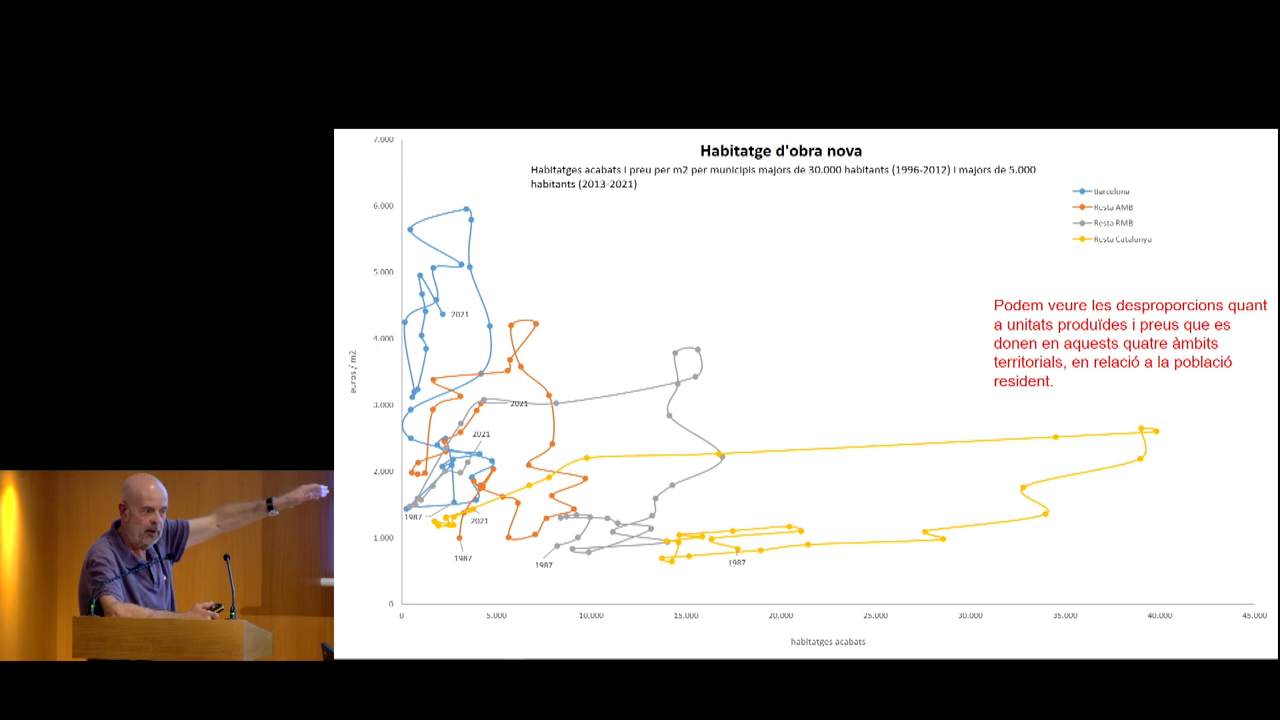 Habitatge d'obra nova
Habitatges acabats i preu per m2 per municipis majors de 30.000 habitants (1996-2012) i majors de 5.000
habitants (2013-2021)
Barcelona
Resta AMB
Resta RMB
Resta Catalunya
Podem veure les desproporcions quant
a unitats produïdes i preus que es
donen en aquests quatre àmbits
territorials, en relació a la població
resident.
7.000
6.000
5.000
4.000
3.000
2.000
1.000
0
euros / m2
2021
2021
2021
2021
1987
1987
1987
1987
0
5.000
10.000
15.000
20.000
25.000
30.000
35.000
40.000
45.000
habitatges acabats